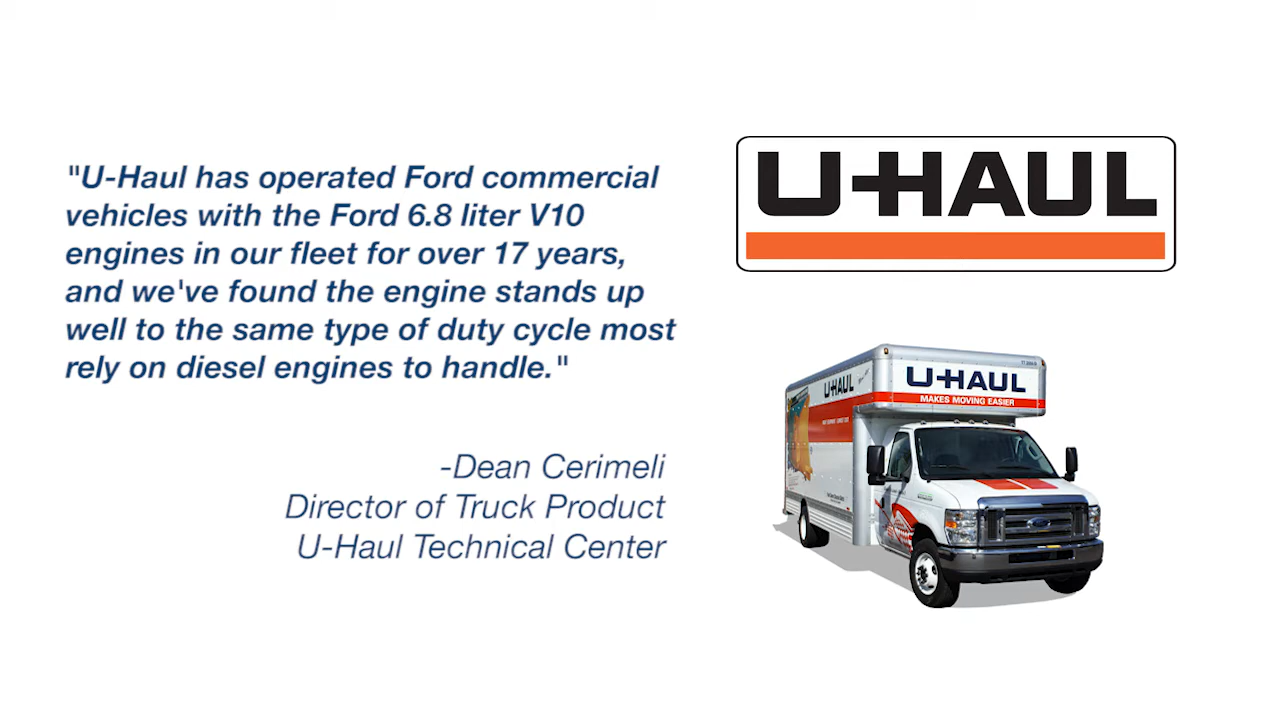 "U-Haul has operated Ford commercial
vehicles with the Ford 6.8 liter V10
engines in our fleet for over 17 years,
and we've found the engine stands up
well to the same type of duty cycle most
rely on diesel engines to handle."
-Dean Cerimeli
Director of Truck Product
U-Haul Technical Center
U-HAUL
U-HAUL
MAKES MOVING EASIER
U-HAUL
Ford